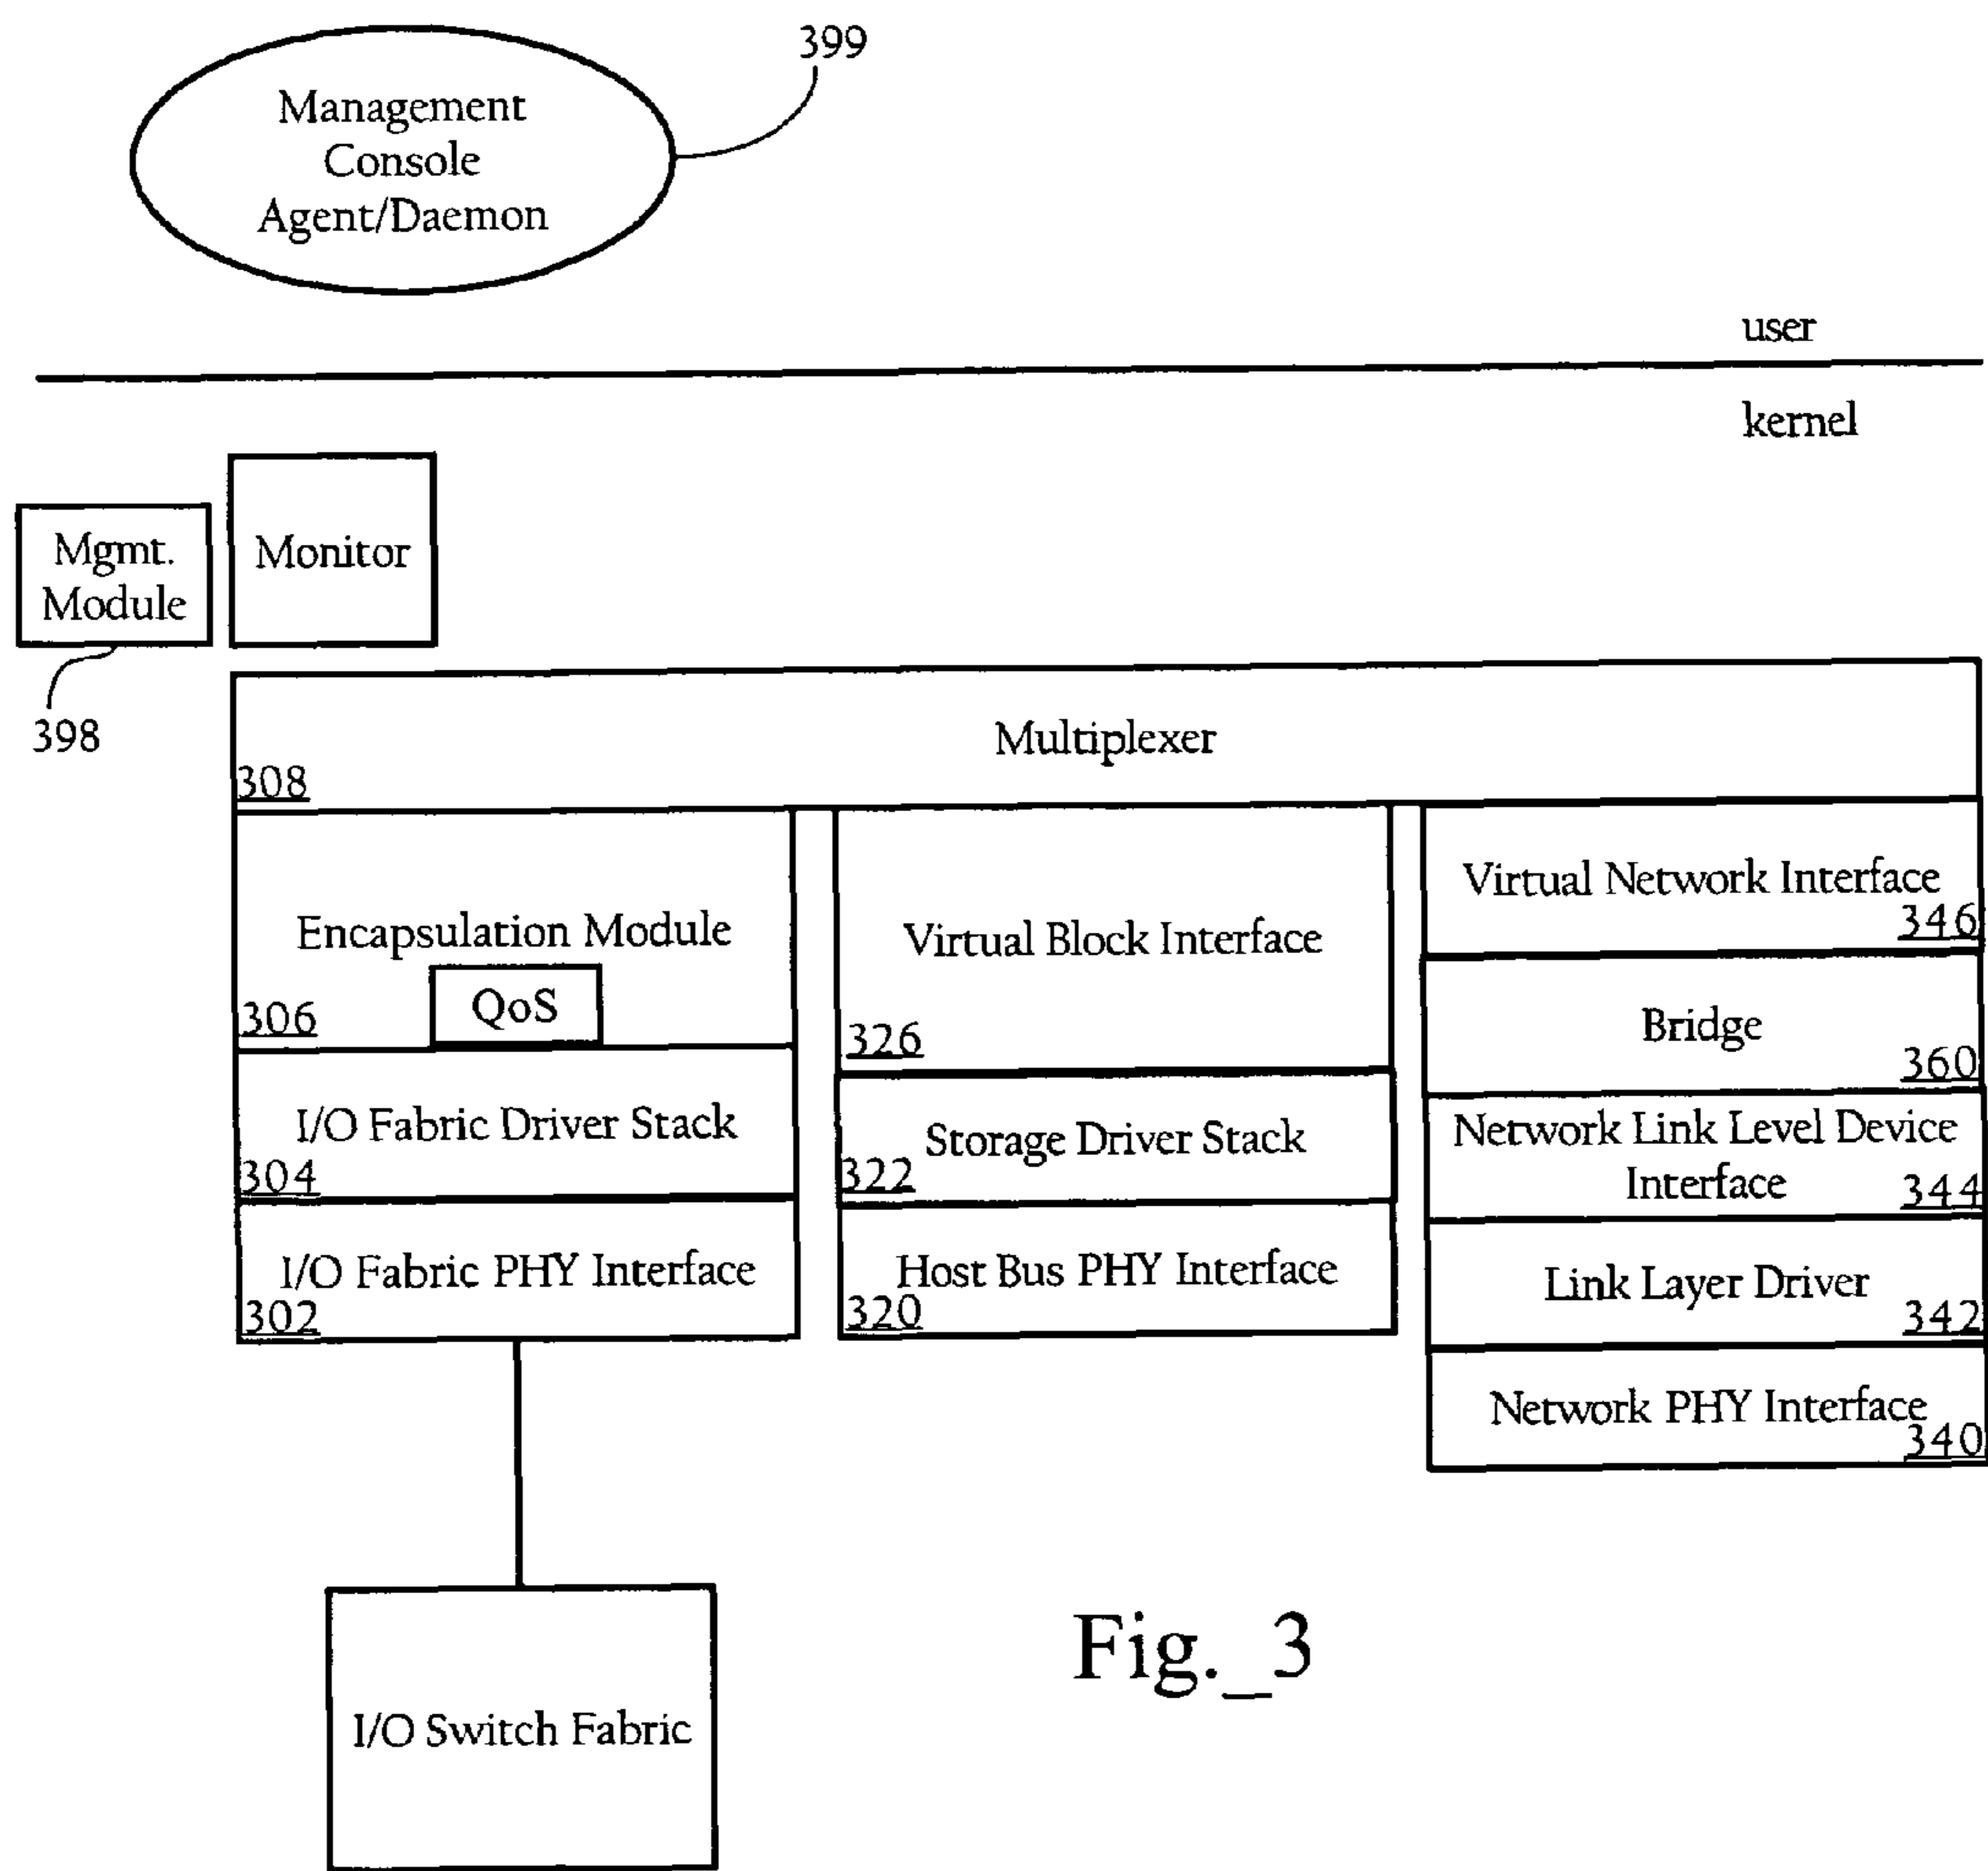 399
Management
Console
Agent/Daemon
user
kernel
Mgmt.
Module
Monitor
398
Multiplexer
308
Encapsulation Module
QoS
306
I/O Fabric Driver Stack
304
I/O Fabric PHY Interface
302
Virtual Block Interface
326
Storage Driver Stack
322
Host Bus PHY Interface
320
Virtual Network Interface
346
Bridge
360
Network Link Level Device
Interface
344
Link Layer Driver
342
Network PHY Interface
340
I/O Switch Fabric
Fig._3